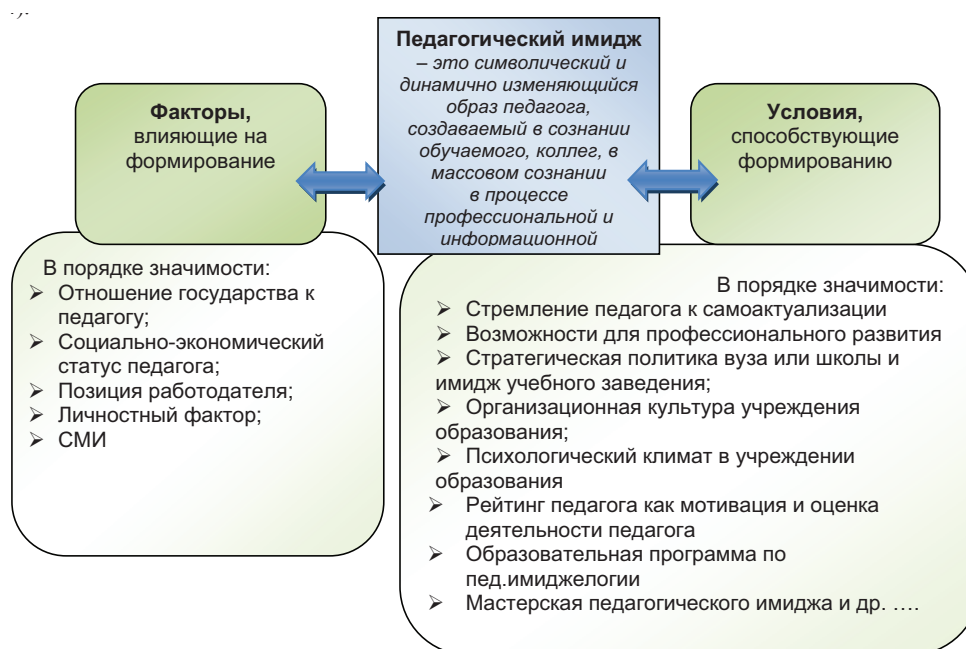 Педагогический имидж
– это символический и
динамично изменяющийся
образ педагога,
создаваемый в сознании
обучаемого, коллег, в
массовом сознании
в процессе
профессиональной и
информационной
Факторы,
влияющие на
формирование
Условия,
способствующие
формированию
В порядке значимости:
➢ Отношение государства к
педагогу;
➢ Социально-экономический
статус педагога;
➢ Позиция работодателя;
➢ Личностный фактор;
➢ СМИ
В порядке значимости:
➢ Стремление педагога к самоактуализации
➢ Возможности для профессионального развития
➢ Стратегическая политика вуза или школы и
имидж учебного заведения;
➢ Организационная культура учреждения
образования;
➢ Психологический климат в учреждении
образования
➢ Рейтинг педагога как мотивация и оценка
деятельности педагога
➢ Образовательная программа по
пед.имиджелогии
➢ Мастерская педагогического имиджа и др. ….